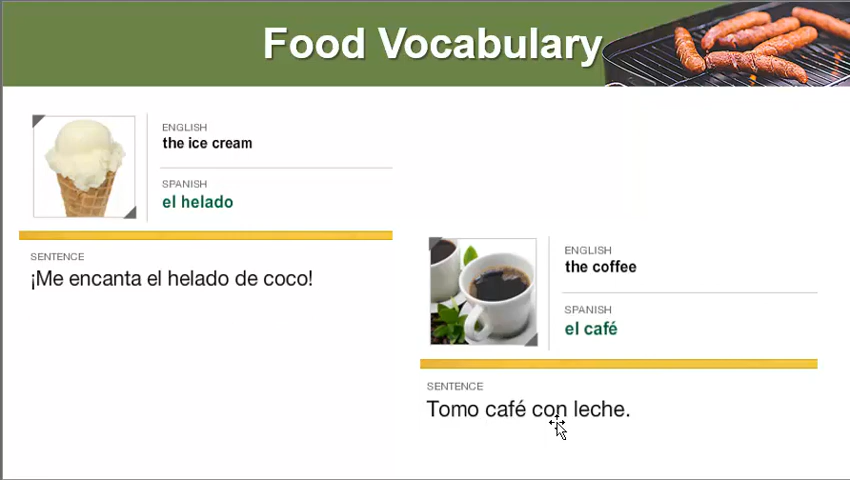 Food Vocabulary
ENGLISH
the ice cream
SPANISH
el helado
SENTENCE
¡Me encanta el helado de coco!
ENGLISH
the coffee
SPANISH
el café
SENTENCE
Tomo café con leche.